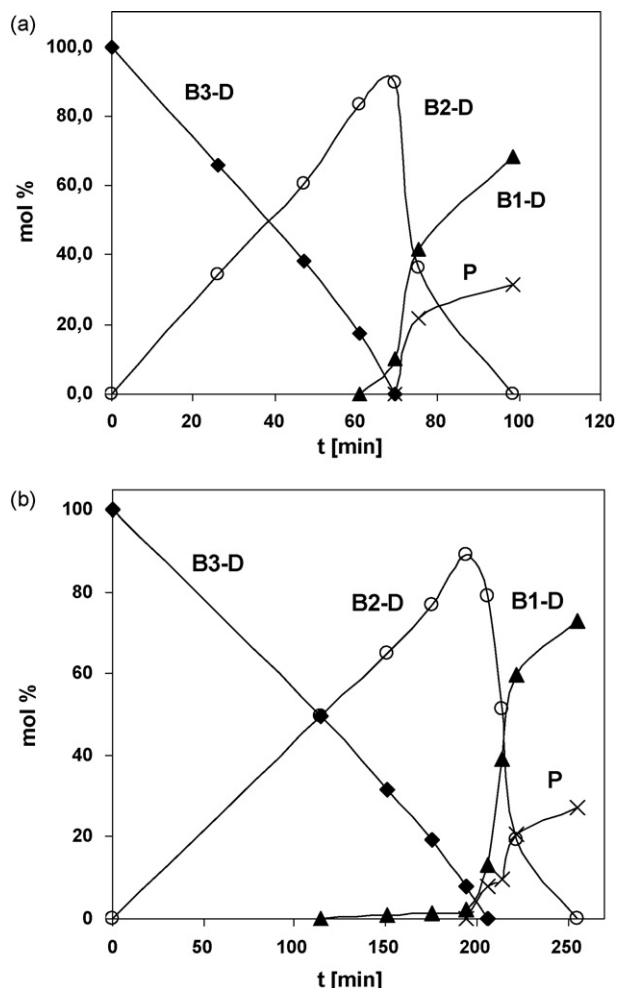 (a)
100,0
80,0
60,0
40,0
20,0
0,0
mol %
B3-D
B2-D
B1-D
P
0 20 40 60 80 100 120
t [min]
(b)
100
80
60
40
20
0
mol %
B3-D
B2-D
B1-D
P
0 50 100 150 200 250
t [min]